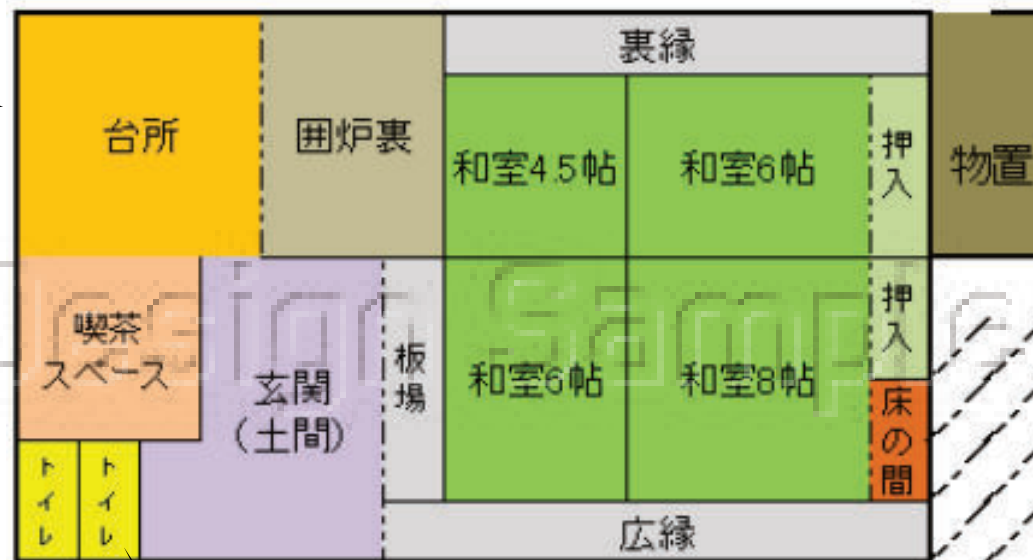 裏縁
台所
囲炉裏
和室4.5帖
和室6帖
押入
物置
喫茶
スペース
玄関
(土間)
板場
和室6帖
和室8帖
押入
床の間
トイレ
トイレ
広縁
Design Sample